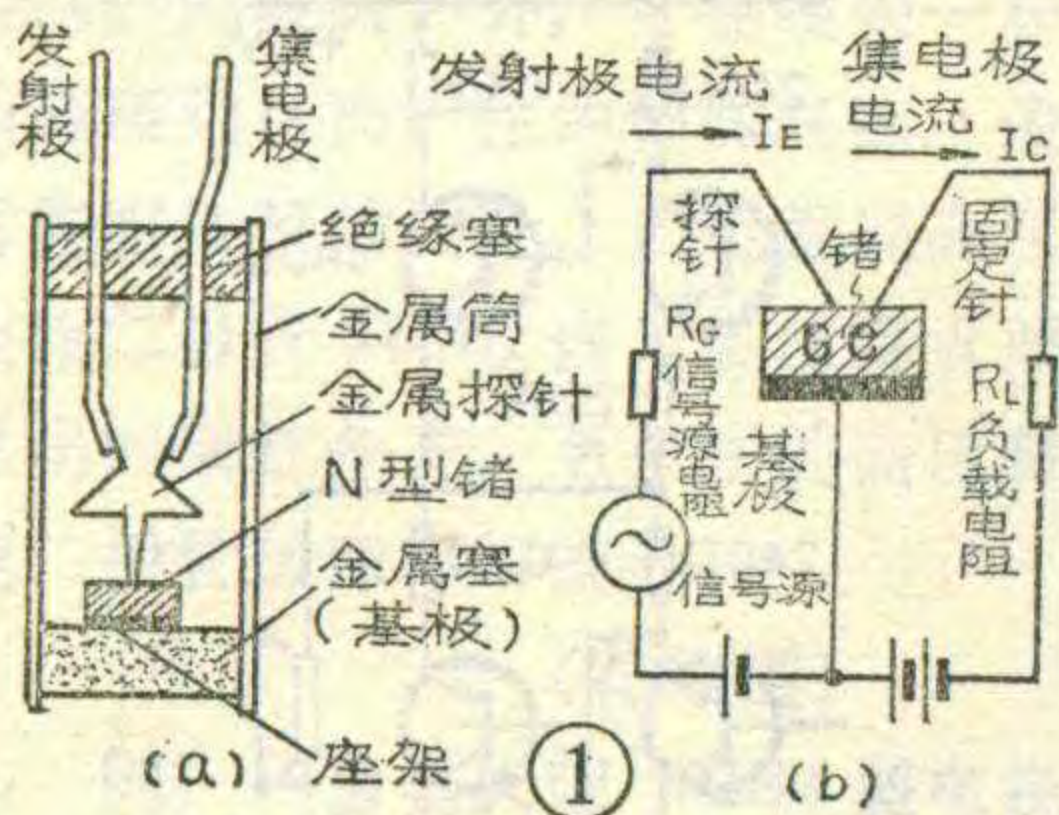 发射极
集电极
绝缘塞
金属筒
金属探针
N型锗
金属塞
(基极)
座架
(a)
①
发射极电流
IE
集电极
电流
IC
探针
锗
固定针
RG
信号源电阻
GC
基极
RL
负载电阻
信号源
(b)